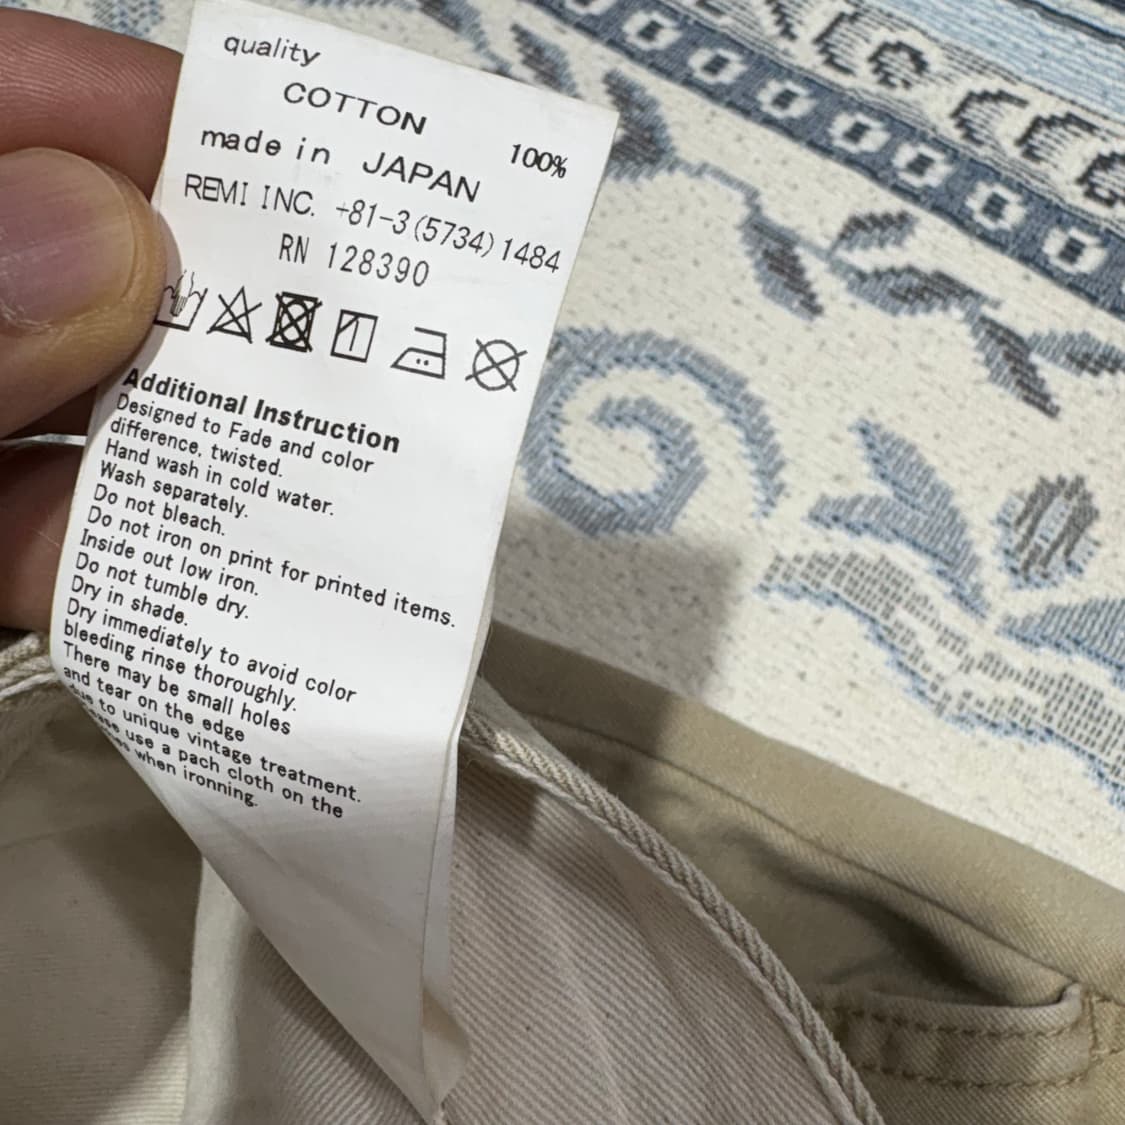 quality
COTTON 100%
made in JAPAN
REMI INC. +81-3(5734)1484
RN 128390
Additional Instruction
Designed to Fade and color
difference, twisted.
Hand wash in cold water.
Wash separately.
Do not bleach.
Do not iron on print for printed items.
Inside out low iron.
Do not tumble dry.
Dry in shade.
Dry immediately to avoid color
bleeding rinse thoroughly.
There may be small holes
and tear on the edge
to unique vintage treatment.
use a pach cloth on the
when ironning.